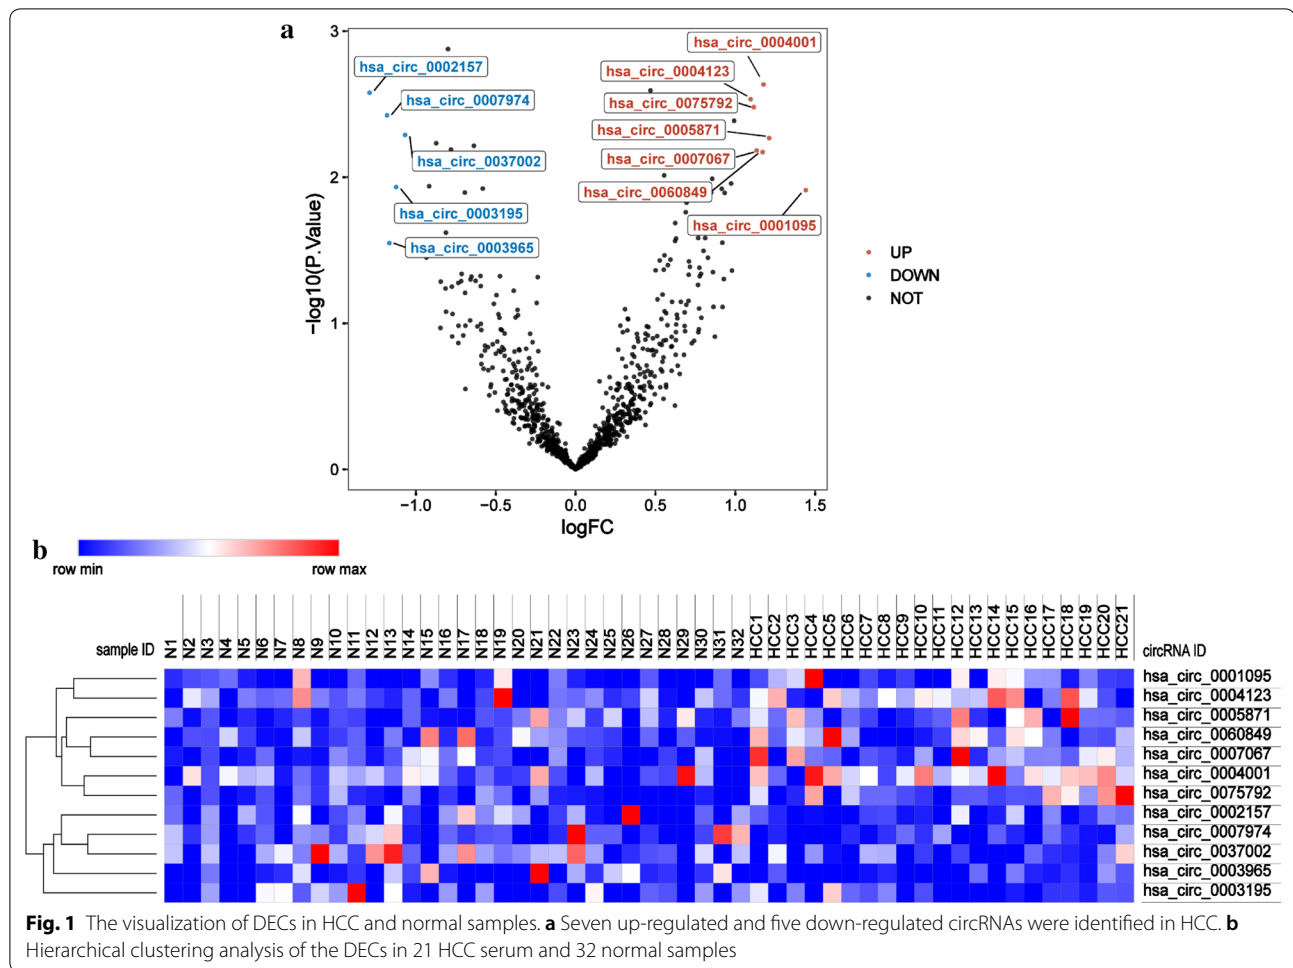 a
3
2
1
0
−log10(P.Value)
hsa_circ_0004001
hsa_circ_0002157
hsa_circ_0004123
hsa_circ_0007974
hsa_circ_0075792
hsa_circ_0005871
hsa_circ_0037002
hsa_circ_0007067
hsa_circ_0060849
hsa_circ_0003195
hsa_circ_0001095
hsa_circ_0003965
UP
DOWN
NOT
−1.0 −0.5 0.0 0.5 1.0 1.5
logFC
b
row min row max
sample ID N1 N2 N3 N4 N5 N6 N7 N8 N9 N10 N11 N12 N13 N14 N15 N16 N17 N18 N19 N20 N21 N22 N23 N24 N25 N26 N27 N28 N29 N30 N31 N32 HCC1 HCC2 HCC3 HCC4 HCC5 HCC6 HCC7 HCC8 HCC9 HCC10 HCC11 HCC12 HCC13 HCC14 HCC15 HCC16 HCC17 HCC18 HCC19 HCC20 HCC21 circRNA ID
hsa_circ_0001095
hsa_circ_0004123
hsa_circ_0005871
hsa_circ_0060849
hsa_circ_0007067
hsa_circ_0004001
hsa_circ_0075792
hsa_circ_0002157
hsa_circ_0007974
hsa_circ_0037002
hsa_circ_0003965
hsa_circ_0003195
Fig. 1 The visualization of DECs in HCC and normal samples. a Seven up-regulated and five down-regulated circRNAs were identified in HCC. b
Hierarchical clustering analysis of the DECs in 21 HCC serum and 32 normal samples